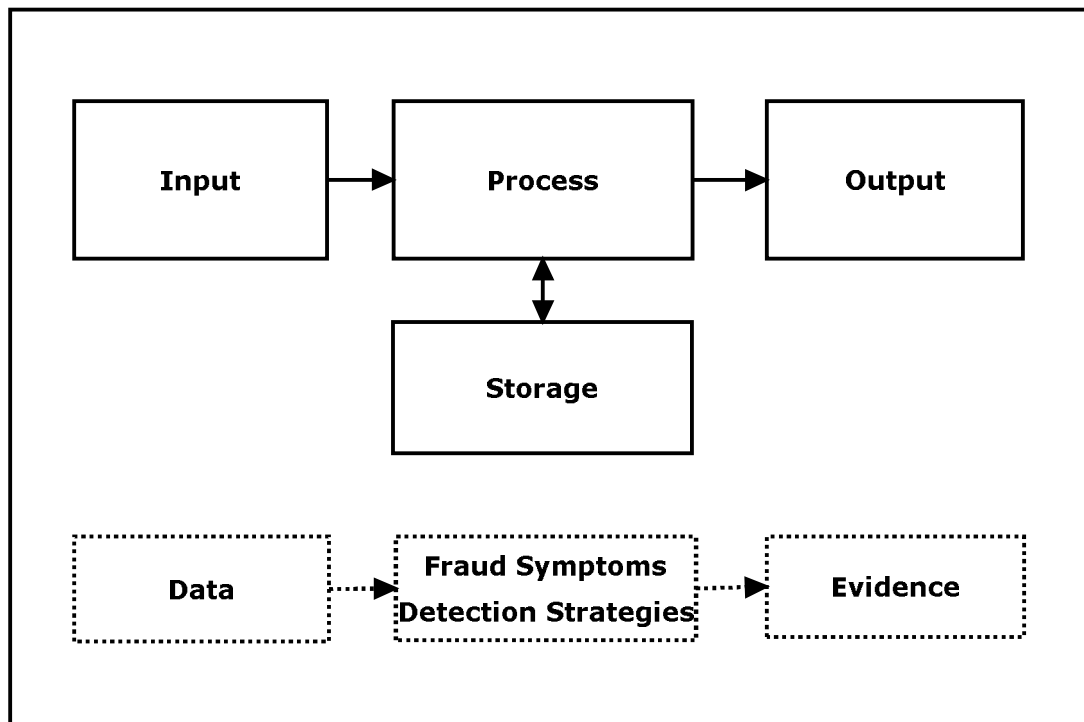 Input
Process
Output
Storage
Data
Fraud Symptoms
Detection Strategies
Evidence